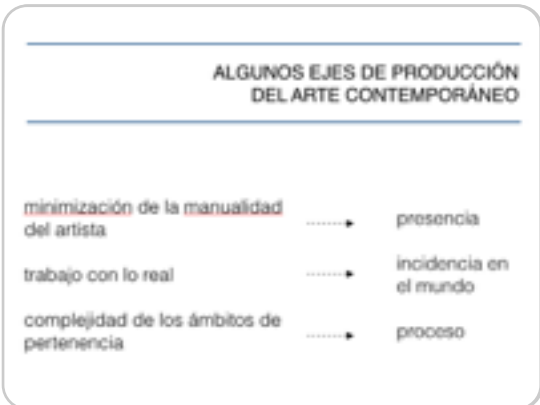 ALGUNOS EJES DE PRODUCCIÓN
DEL ARTE CONTEMPORÁNEO
minimización de la manualidad
del artista
presencia
trabajo con lo real
incidencia en
el mundo
complejidad de los ámbitos de
pertenencia
proceso